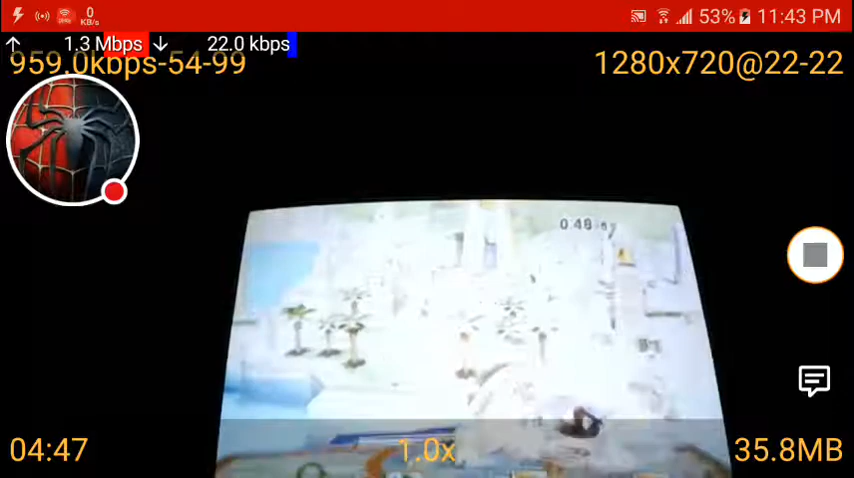 0
KB/s
53% 11:43 PM
1.3 Mbps 22.0 kbps
959.0kbps-54-99
1280x720@22-22
0:48
04:47
1.0x
35.8MB